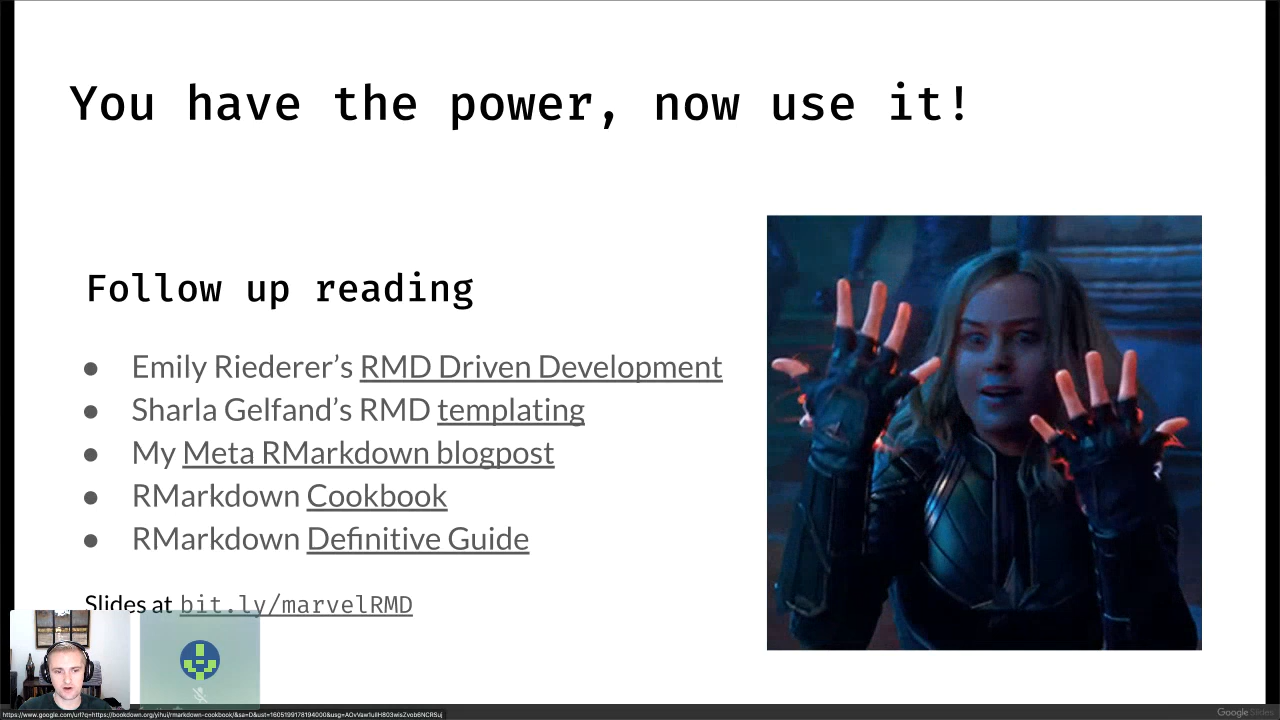 You have the power, now use it!
Follow up reading
● Emily Riederer’s RMD Driven Development
● Sharla Gelfand’s RMD templating
● My Meta RMarkdown blogpost
● RMarkdown Cookbook
● RMarkdown Definitive Guide
Slides at bit.ly/marvelRMD
Google Slides